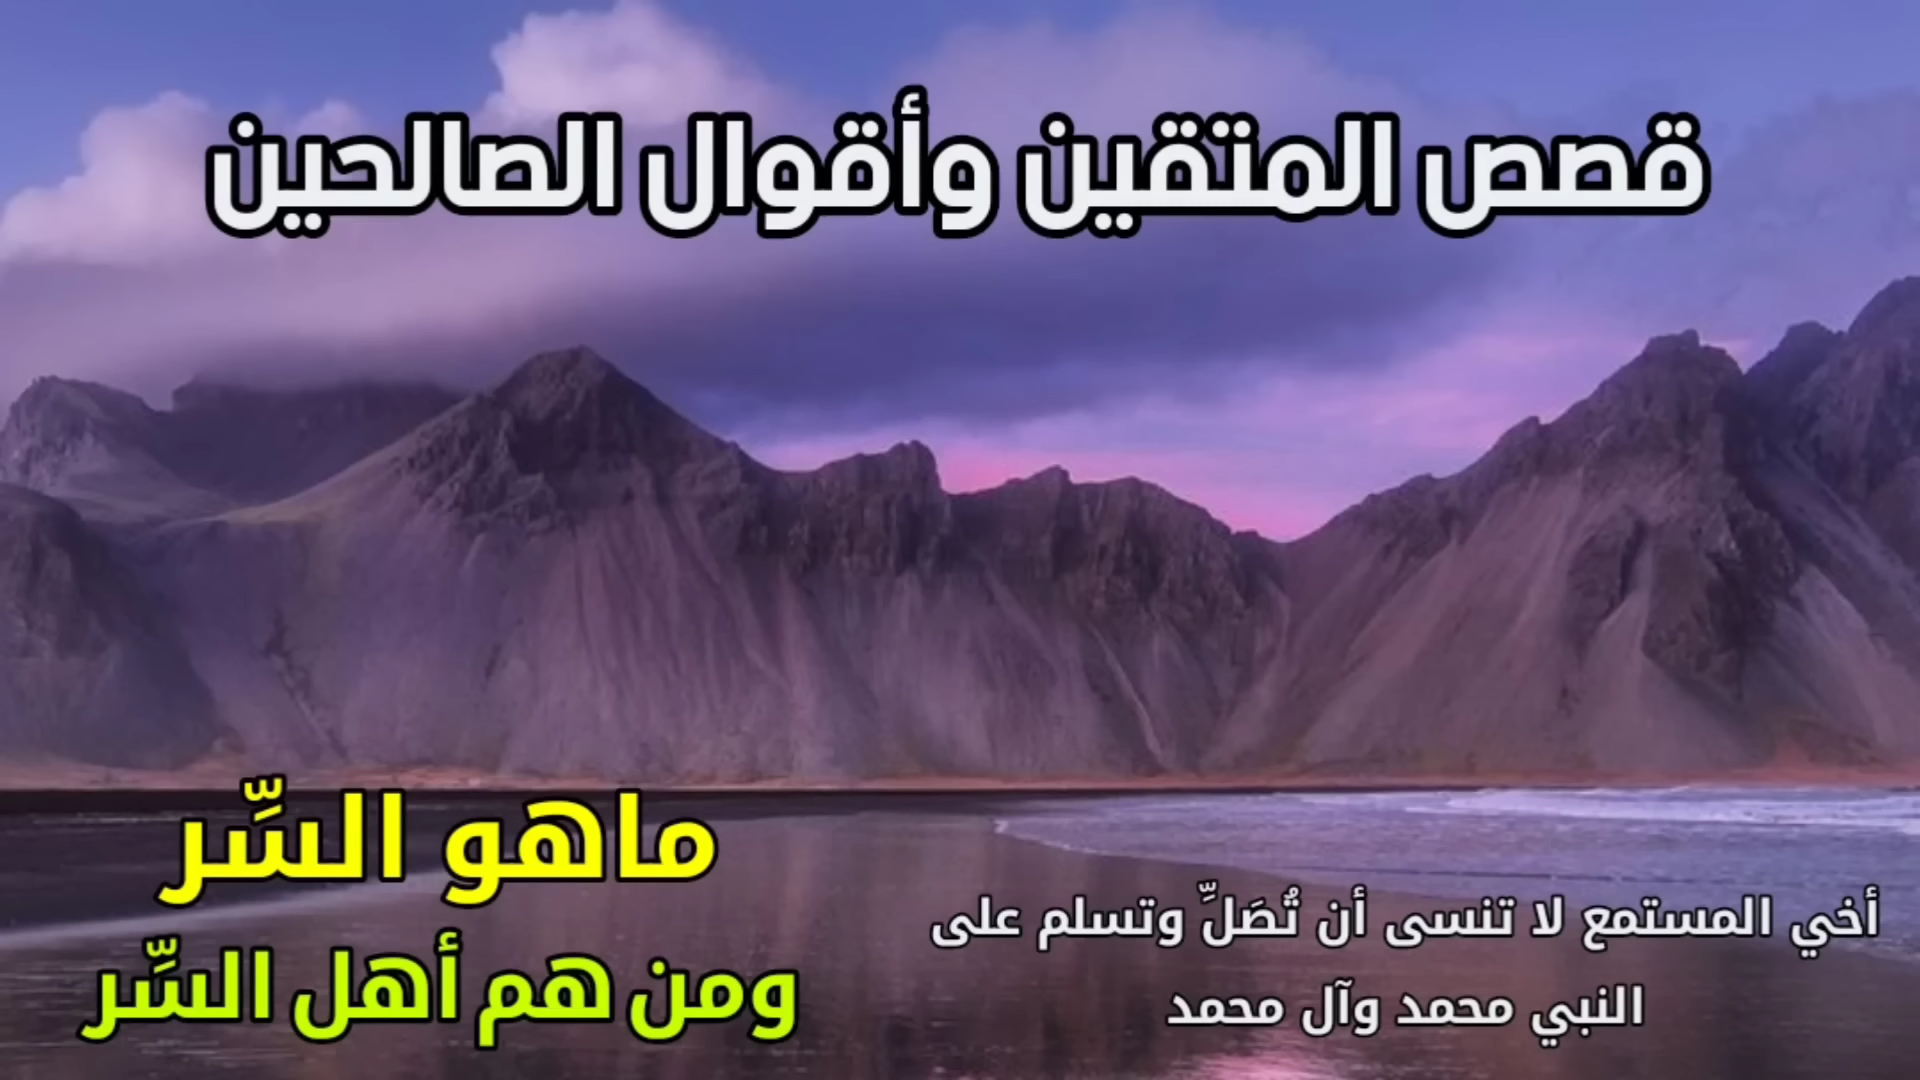 قصص المتقين وأقوال الصالحين
ماهو السِّر
ومن هم أهل السِّر
أخي المستمع لا تنسى أن تُصَلِّ وتسلم على
النبي محمد وآل محمد